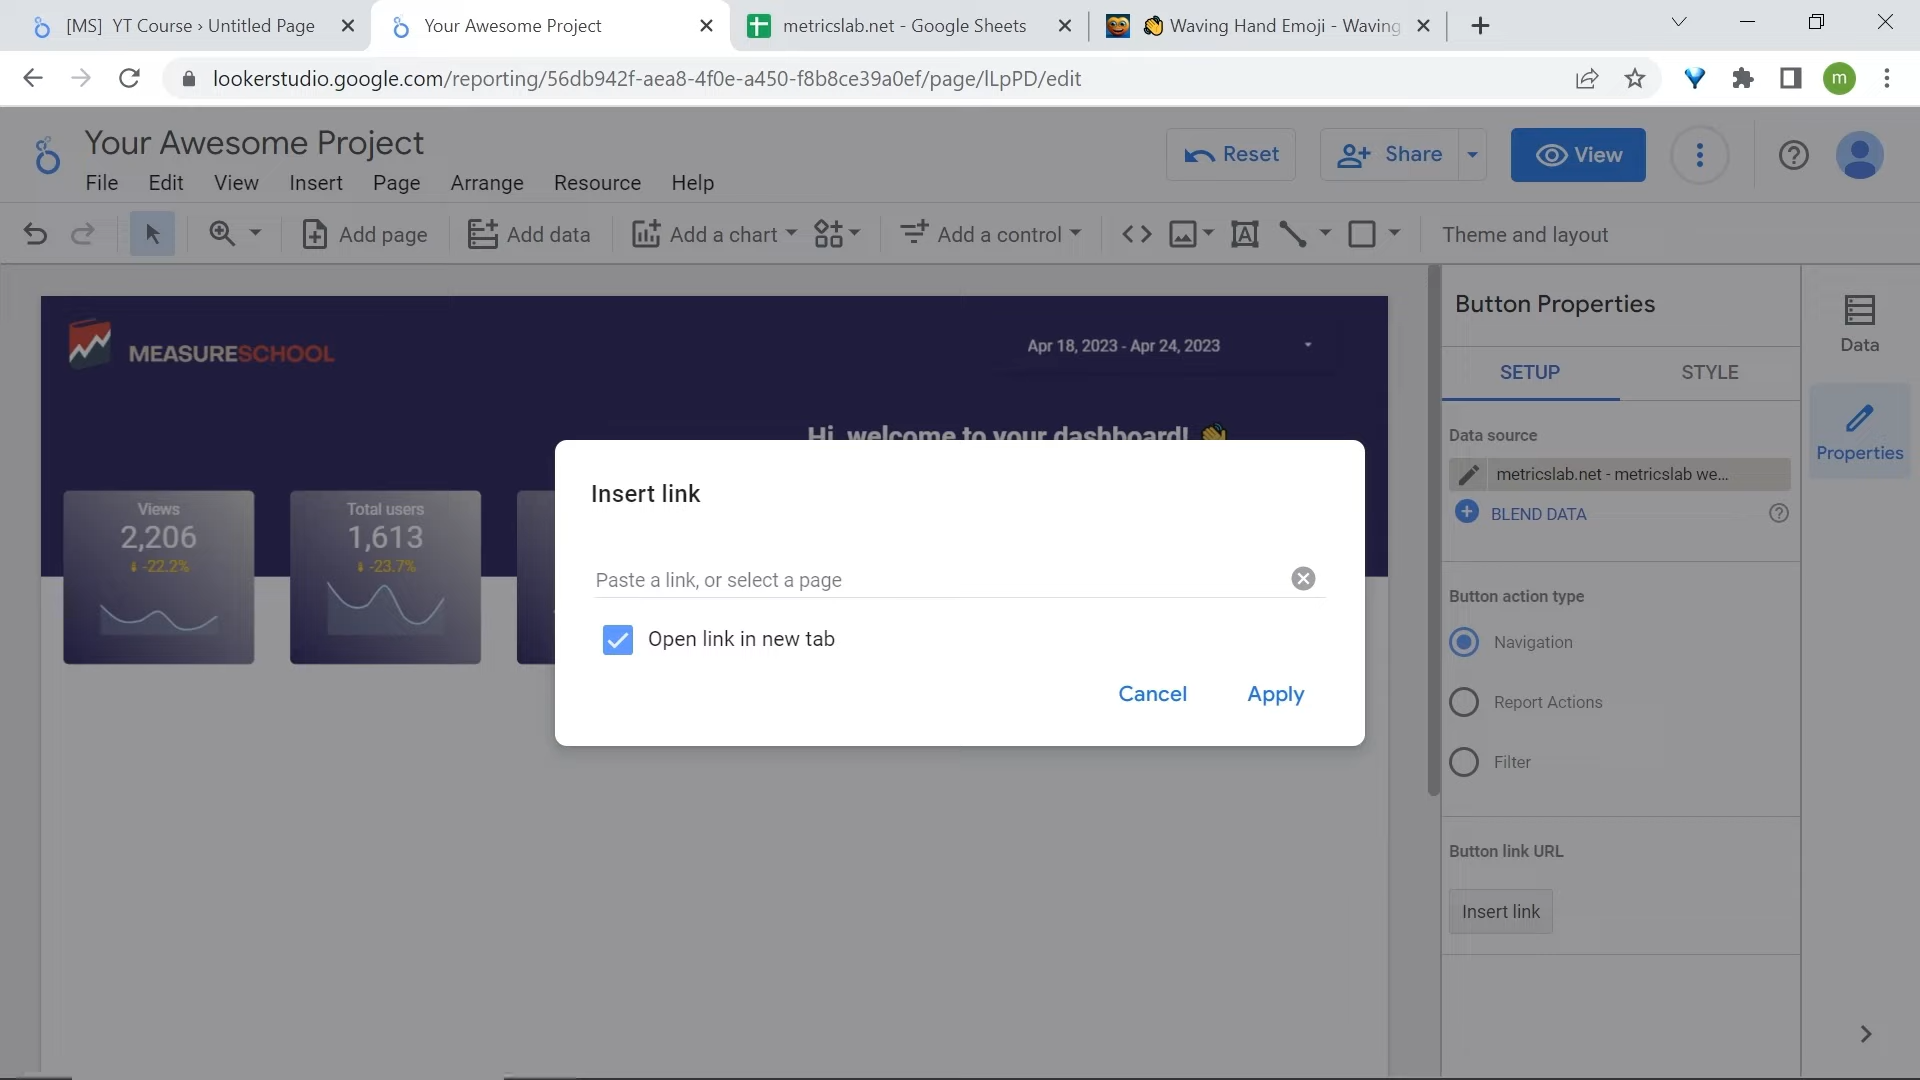 [MS] YT Course › Untitled Page
Your Awesome Project
metricslab.net - Google Sheets
👋 Waving Hand Emoji - Waving
lookerstudio.google.com/reporting/56db942f-aea8-4f0e-a450-f8b8ce39a0ef/page/lLpPD/edit
m
Your Awesome Project
Reset
Share
View
File Edit View Insert Page Arrange Resource Help
Add page
Add data
Add a chart
Add a control
Theme and layout
MEASURESCHOOL
Apr 18, 2023 - Apr 24, 2023
Hi, welcome to your dashboard! 👋
Views
2,206
-22.2%
Total users
1,613
-23.7%
Insert link
Paste a link, or select a page
Open link in new tab
Cancel
Apply
Button Properties
SETUP
STYLE
Data source
metricslab.net - metricslab we...
BLEND DATA
Button action type
Navigation
Report Actions
Filter
Button link URL
Insert link
Data
Properties